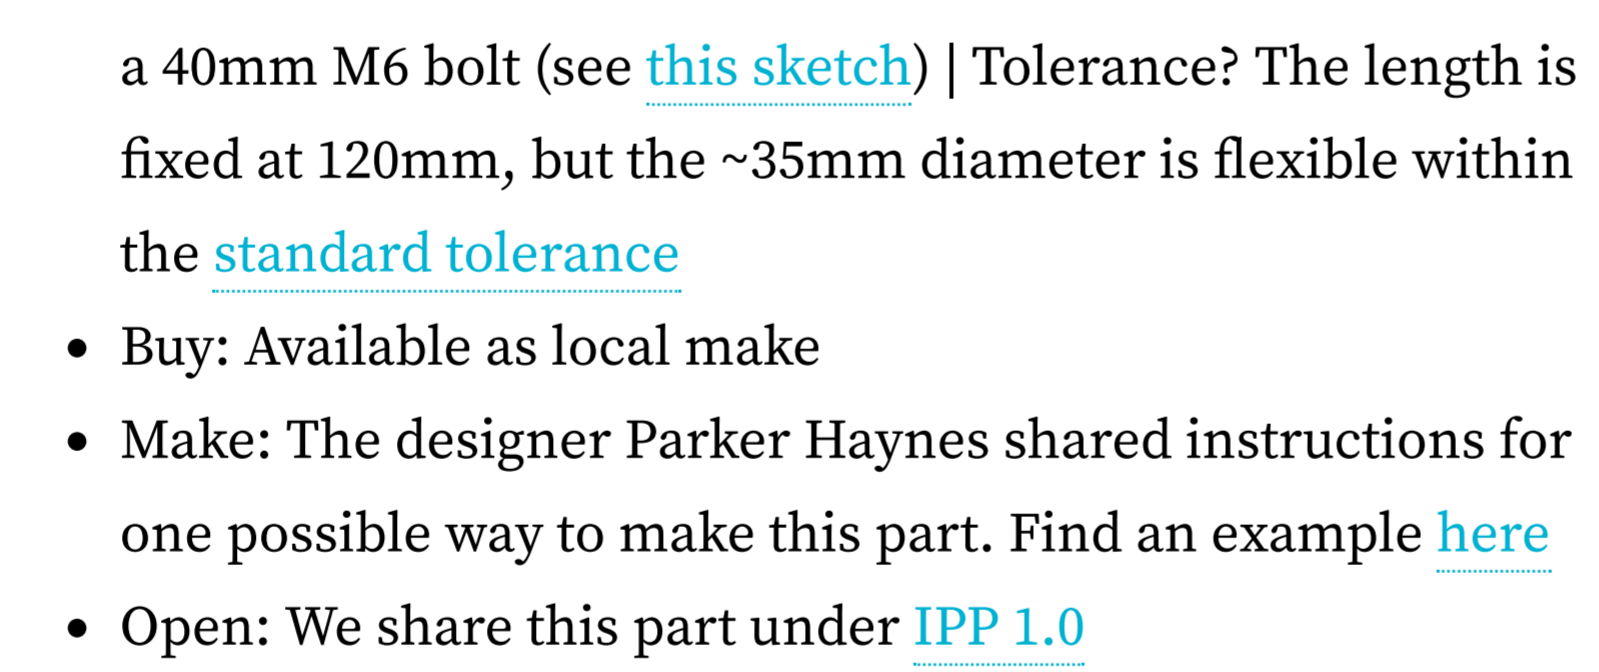 a 40mm M6 bolt (see this sketch) | Tolerance? The length is
fixed at 120mm, but the ~35mm diameter is flexible within
the standard tolerance
• Buy: Available as local make
• Make: The designer Parker Haynes shared instructions for
one possible way to make this part. Find an example here
• Open: We share this part under IPP 1.0